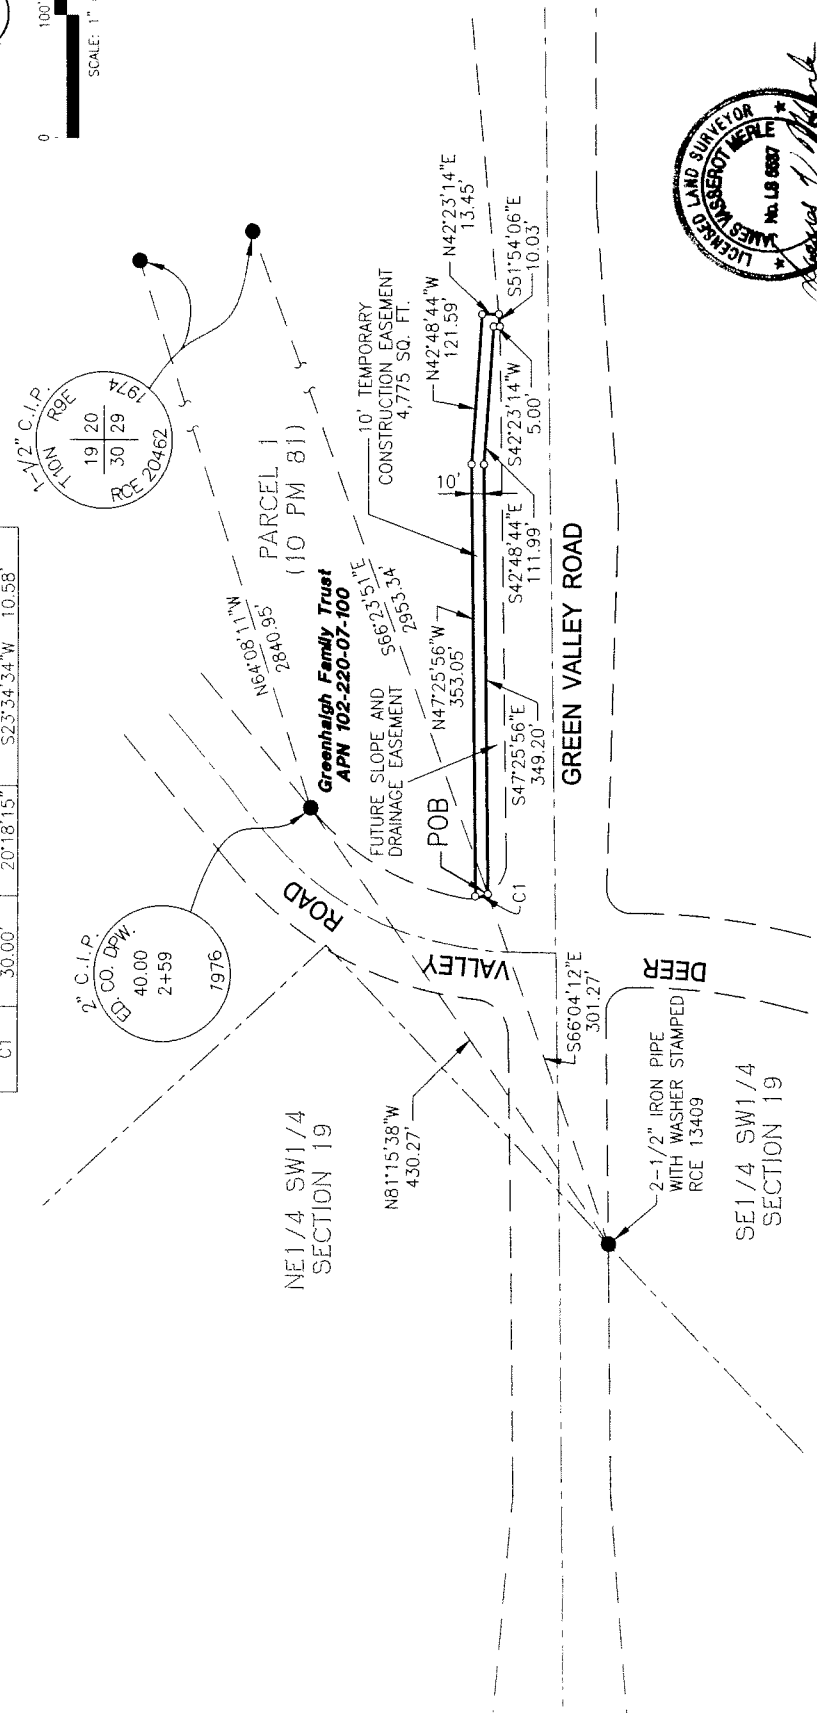 C1 30.00' 20°18'15" S23°34'34"W 10.58'
0 100'
SCALE: 1"
1-1/2" C.I.P.
T10N R9E
19 20
30 29
RCE 20462
1974
2" C.I.P.
ED. CO. DPW.
40.00
2+59
1976
N64°08'11"W
2840.95'
PARCEL 1
(10 PM 81)
Greenhalgh Family Trust
APN 102-220-07-100
S66°23'51"E
2953.34'
10' TEMPORARY
CONSTRUCTION EASEMENT
4,775 SQ. FT.
FUTURE SLOPE AND
DRAINAGE EASEMENT
N47°25'56"W
353.05'
N42°48'44"W
121.59'
N42°23'14"E
13.45'
S51°54'06"E
10.03'
S42°23'14"W
5.00'
10'
S42°48'44"E
111.99'
S47°25'56"E
349.20'
POB
C1
GREEN VALLEY ROAD
DEER
VALLEY
ROAD
NE1/4 SW1/4
SECTION 19
N81°15'38"W
430.27'
S66°04'12"E
301.27'
2-1/2" IRON PIPE
WITH WASHER STAMPED
RCE 13409
SE1/4 SW1/4
SECTION 19
LICENSED LAND SURVEYOR
JAMES WASSEROT MERLE
No. LS 5587